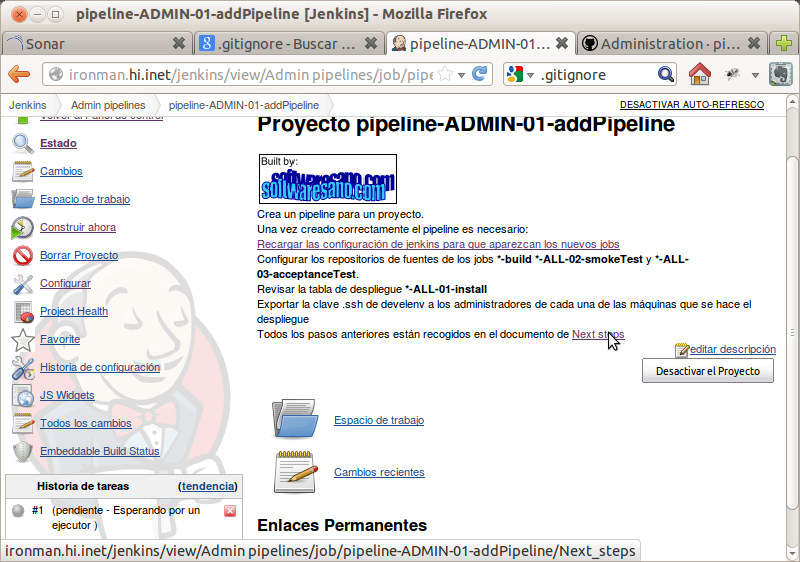 pipeline-ADMIN-01-addPipeline [Jenkins] - Mozilla Firefox
Sonar
.gitignore - Buscar ...
pipeline-ADMIN-01...
Administration · pi...
ironman.hi.inet/jenkins/view/Admin pipelines/job/pipe
.gitignore
Jenkins
Admin pipelines
pipeline-ADMIN-01-addPipeline
DESACTIVAR AUTO-REFRESCO
Volver al Panel de control
Estado
Cambios
Espacio de trabajo
Construir ahora
Borrar Proyecto
Configurar
Project Health
Favorite
Historia de configuración
JS Widgets
Todos los cambios
Embeddable Build Status
Historia de tareas (tendencia)
#1 (pendiente - Esperando por un
ejecutor )
Proyecto pipeline-ADMIN-01-addPipeline
Built by:
softwaresano.com
softwaresano.com
Crea un pipeline para un proyecto.
Una vez creado correctamente el pipeline es necesario:
Recargar las configuración de jenkins para que aparezcan los nuevos jobs
Configurar los repositorios de fuentes de los jobs *-build *-ALL-02-smokeTest y *-ALL-
03-acceptanceTest.
Revisar la tabla de despliegue *-ALL-01-install
Exportar la clave .ssh de develenv a los administradores de cada una de las máquinas que se hace el
despliegue
Todos los pasos anteriores están recogidos en el documento de Next steps
editar descripción
Desactivar el Proyecto
Espacio de trabajo
Cambios recientes
Enlaces Permanentes
ironman.hi.inet/jenkins/view/Admin pipelines/job/pipeline-ADMIN-01-addPipeline/Next_steps